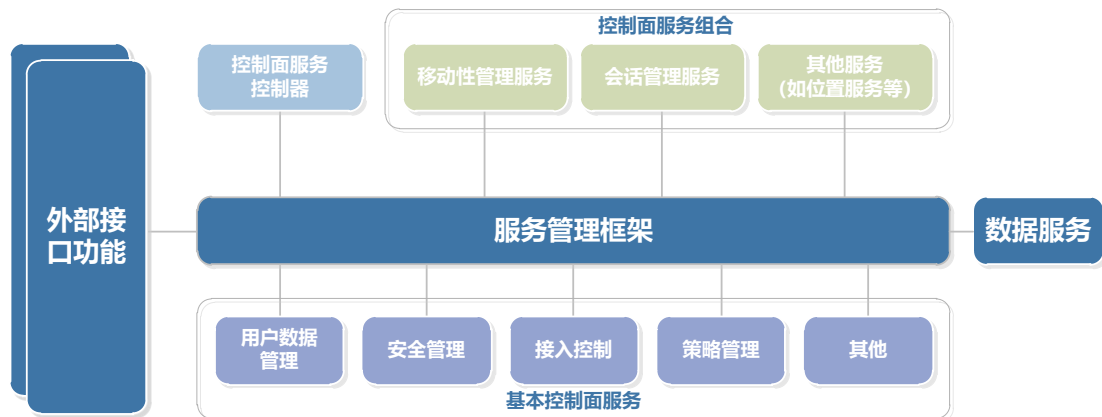 控制面服务组合
控制面服务
控制器
移动性管理服务
会话管理服务
其他服务
（如位置服务等）
外部接
口功能
服务管理框架
数据服务
用户数据
管理
安全管理
接入控制
策略管理
其他
基本控制面服务